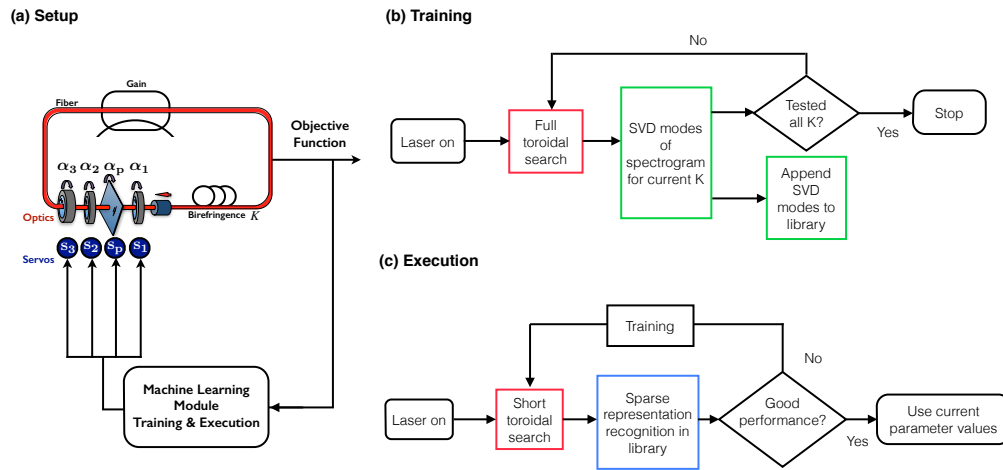 (a) Setup
Gain
Fiber
Objective
Function
α₃ α₂ αₚ α₁
Optics
Birefringence K
s₃ s₂ sₚ s₁
Servos
Machine Learning
Module
Training & Execution
(b) Training
No
Laser on
Full
toroidal
search
SVD modes
of
spectrogram
for current K
Tested
all K?
Yes
Stop
Append
SVD
modes to
library
(c) Execution
Training
No
Laser on
Short
toroidal
search
Sparse
representation
recognition in
library
Good
performance?
Yes
Use current
parameter values